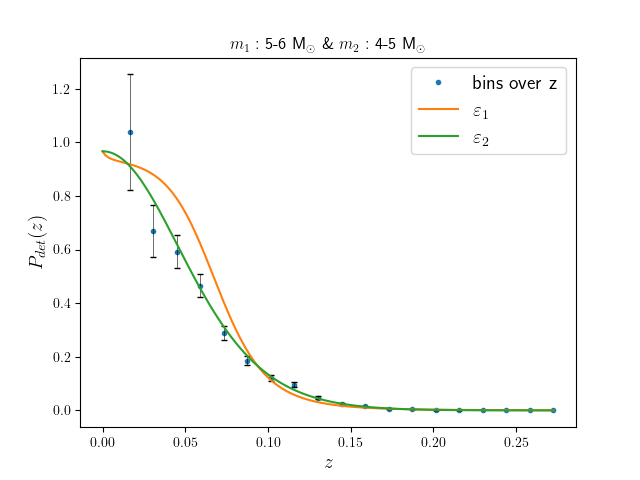 m₁ : 5-6 M⊙ & m₂ : 4-5 M⊙
bins over z
ε₁
ε₂
P_det(z)
1.2
1.0
0.8
0.6
0.4
0.2
0.0
0.00 0.05 0.10 0.15 0.20 0.25
z